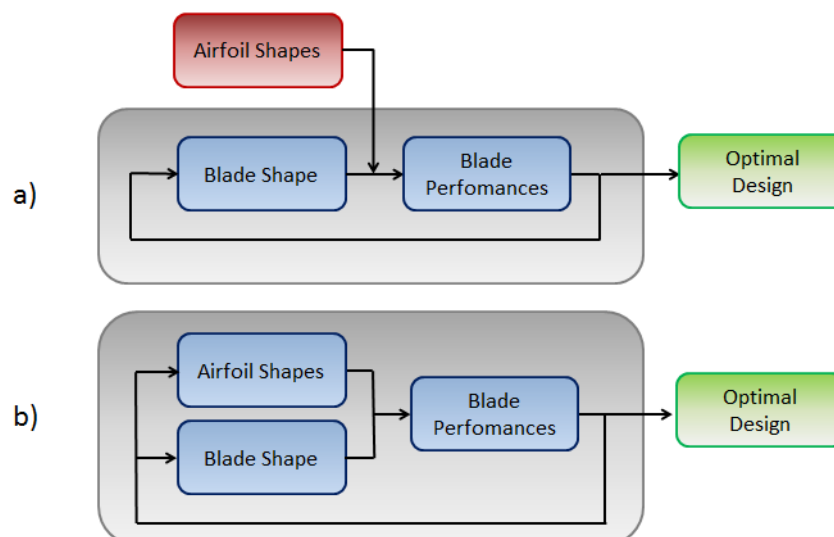 Airfoil Shapes
a)
Blade Shape
Blade
Perfomances
Optimal
Design
b)
Airfoil Shapes
Blade Shape
Blade
Perfomances
Optimal
Design